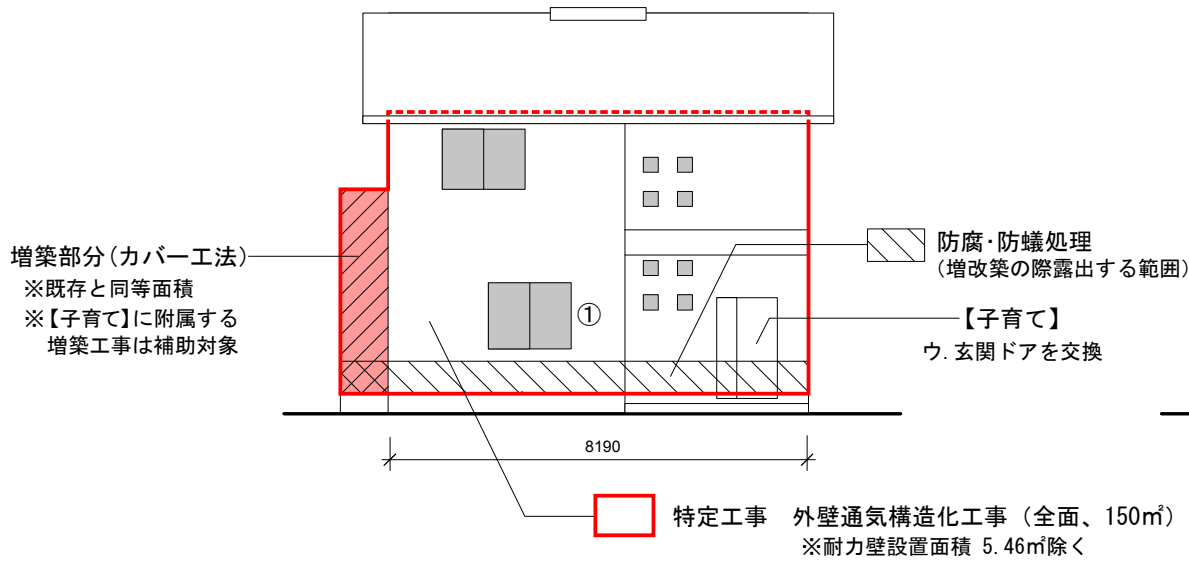 増築部分(カバー工法)
※既存と同等面積
※【子育て】に附属する
増築工事は補助対象
①
防腐・防蟻処理
(増改築の際露出する範囲)
【子育て】
ウ. 玄関ドアを交換
8190
特定工事　外壁通気構造化工事 (全面、150㎡)
※耐力壁設置面積 5.46㎡除く